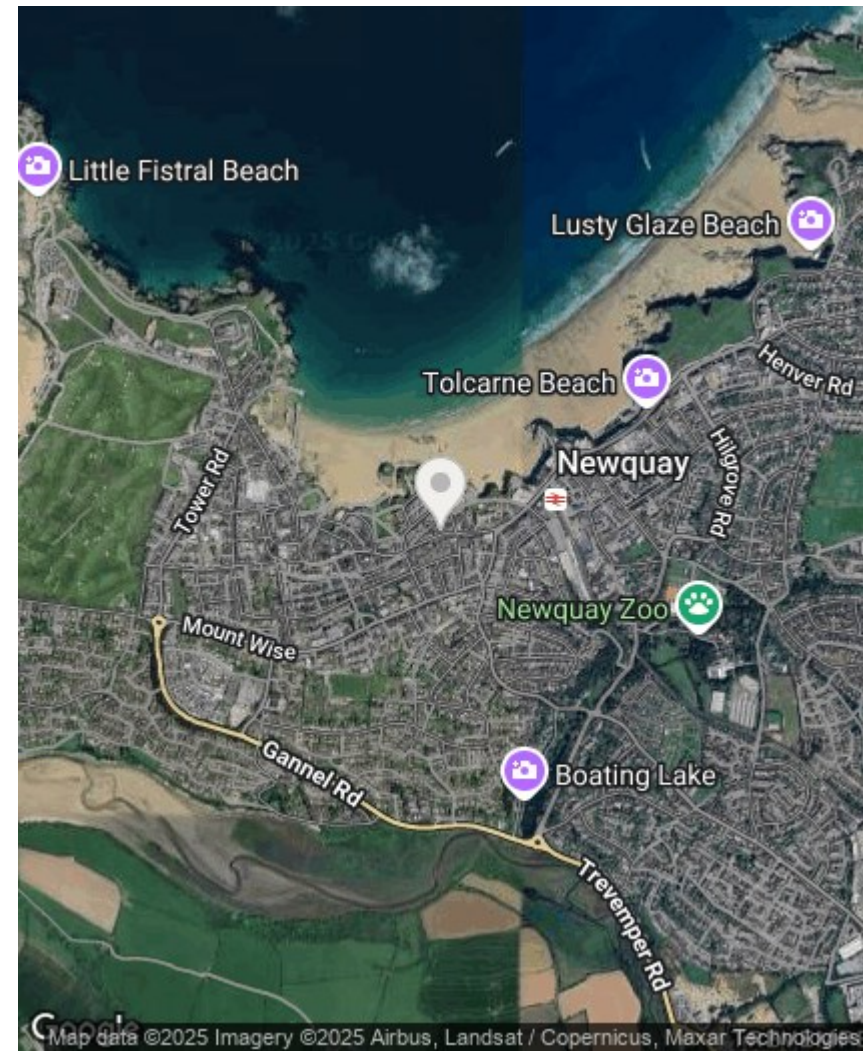 Little Fistral Beach
Lusty Glaze Beach
Henver Rd
Tolcarne Beach
Hilgrove Rd
Newquay
Tower Rd
Newquay Zoo
Mount Wise
Gannel Rd
Boating Lake
Trevemper Rd
Google
Map data ©2025 Imagery ©2025 Airbus, Landsat / Copernicus, Maxar Technologies